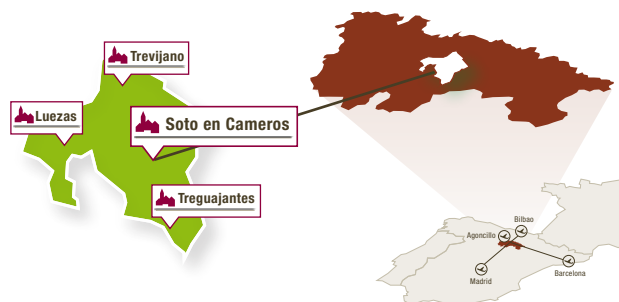 Trevijano
Luezas
Soto en Cameros
Treguajantes
Bilbao
Agoncillo
Madrid
Barcelona